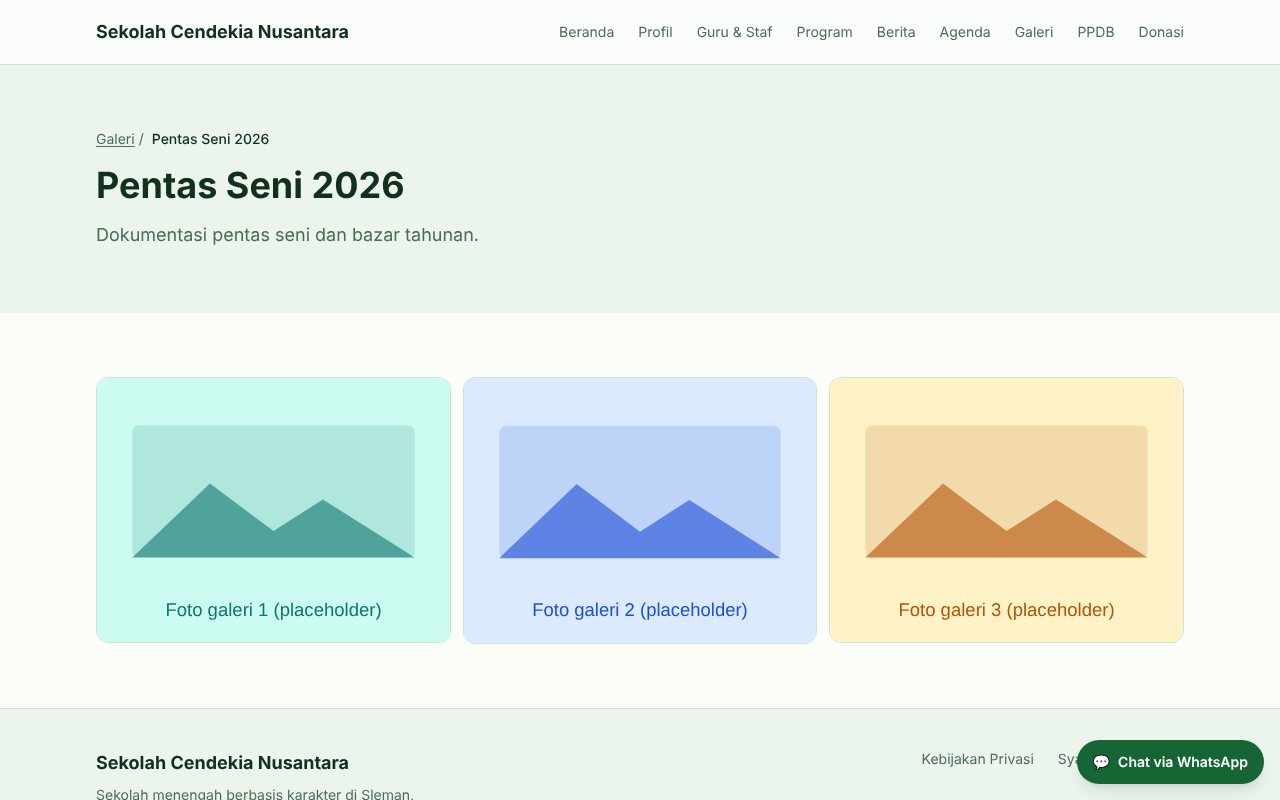 Sekolah Cendekia Nusantara
Beranda Profil Guru & Staf Program Berita Agenda Galeri PPDB Donasi
Galeri / Pentas Seni 2026
Pentas Seni 2026
Dokumentasi pentas seni dan bazar tahunan.
Foto galeri 1 (placeholder)
Foto galeri 2 (placeholder)
Foto galeri 3 (placeholder)
Sekolah Cendekia Nusantara
Kebijakan Privasi
💬 Chat via WhatsApp
Sekolah menengah berbasis karakter di Sleman.